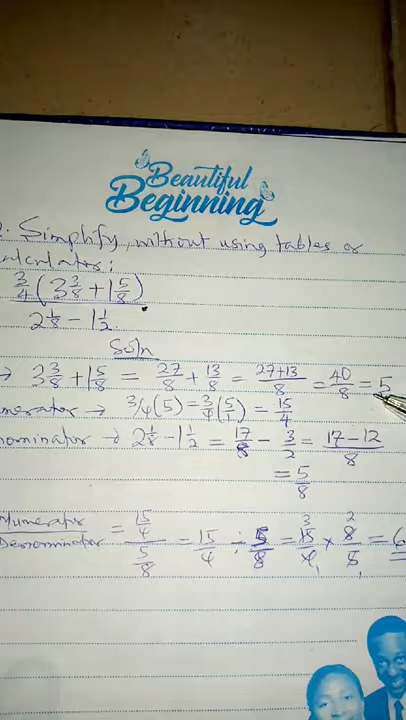 Beautiful
Beginning
Simplify, without using tables or
calculators;
3/4 (3 3/8 + 1 5/8)
2 1/8 - 1 1/2
Soln
→ 3 3/8 + 1 5/8 = 27/8 + 13/8 = 27+13/8 = 40/8 = 5
numerator → 3/4(5) = 3/4(5/1) = 15/4
enominator → 2 1/8 - 1 1/2 = 17/8 - 3/2 = 17-12/8
= 5/8
Numerator/Denominator = 15/4/5/8 = 15/4 ÷ 5/8 = 15/4 × 8/5 = 6